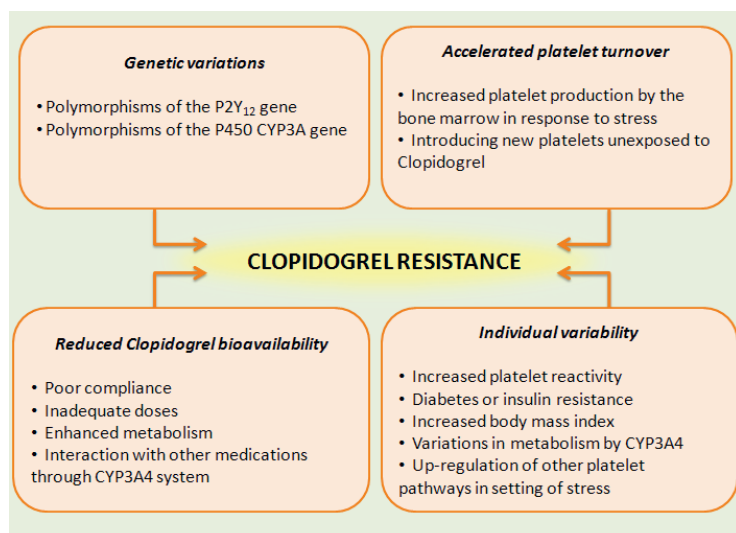 Genetic variations
• Polymorphisms of the P2Y₁₂ gene
• Polymorphisms of the P450 CYP3A gene
Accelerated platelet turnover
• Increased platelet production by the
bone marrow in response to stress
• Introducing new platelets unexposed to
Clopidogrel
CLOPIDOGREL RESISTANCE
Reduced Clopidogrel bioavailability
• Poor compliance
• Inadequate doses
• Enhanced metabolism
• Interaction with other medications
through CYP3A4 system
Individual variability
• Increased platelet reactivity
• Diabetes or insulin resistance
• Increased body mass index
• Variations in metabolism by CYP3A4
• Up-regulation of other platelet
pathways in setting of stress